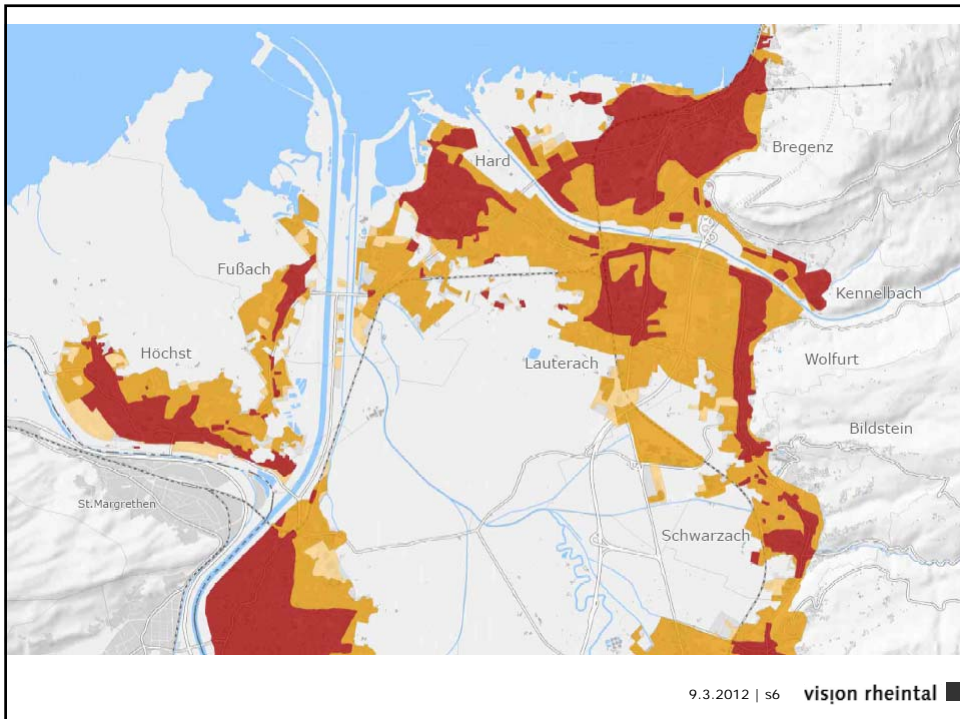 Bregenz
Hard
Fußach
Kennelbach
Höchst
Lauterach
Wolfurt
Bildstein
St.Margrethen
Schwarzach
9.3.2012 | s6 vision rheintal